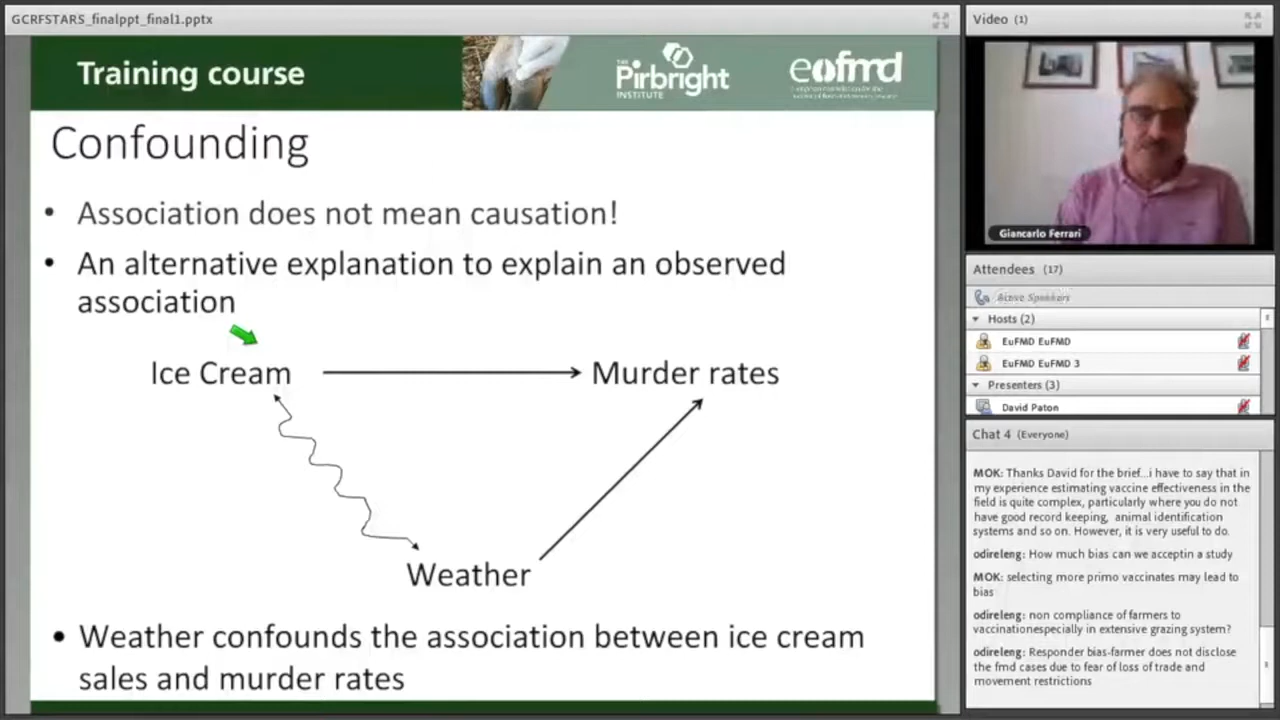 GCRFSTARS_finalppt_final1.pptx
Training course
THE
Pirbright
INSTITUTE
eofmd
Confounding
• Association does not mean causation!
• An alternative explanation to explain an observed
association
Ice Cream
Murder rates
Weather
• Weather confounds the association between ice cream
sales and murder rates
Video (1)
Giancarlo Ferrari
Attendees (17)
Active Speakers
Hosts (2)
EuFMD EuFMD
EuFMD EuFMD 3
Presenters (3)
David Paton
Chat 4 (Everyone)
MOK: Thanks David for the brief...i have to say that in
my experience estimating vaccine effectiveness in the
field is quite complex, particularly where you do not
have good record keeping, animal identification
systems and so on. However, it is very useful to do.
odireleng: How much bias can we acceptin a study
MOK: selecting more primo vaccinates may lead to
bias
odireleng: non compliance of farmers to
vaccinationespecially in extensive grazing system?
odireleng: Responder bias-farmer does not disclose
the fmd cases due to fear of loss of trade and
movement restrictions